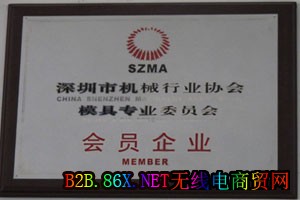 SZMA
深圳市机械行业协会
CHINA SHENZHEN M
模具专业委员会
会员企业
MEMBER
B2B.86X.NET无线电商贸网